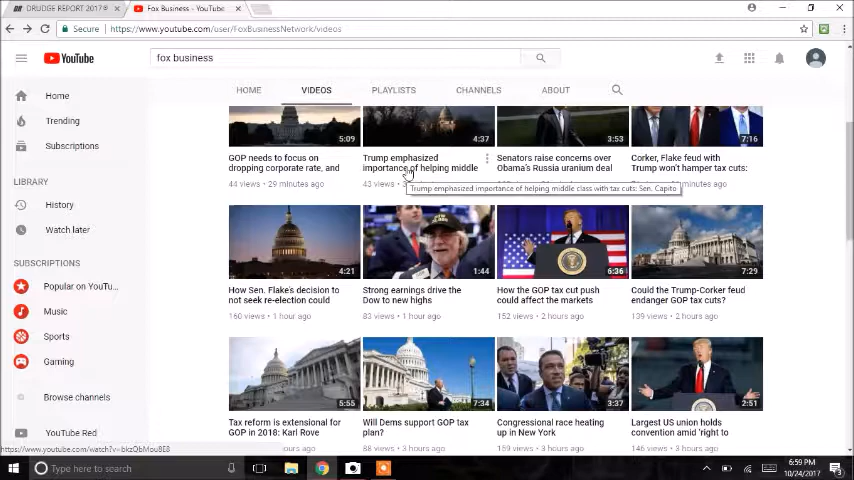 DRUDGE REPORT 2017®
Fox Business - YouTube
Secure
https://www.youtube.com/user/FoxBusinessNetwork/videos
YouTube
fox business
HOME
VIDEOS
PLAYLISTS
CHANNELS
ABOUT
Home
Trending
Subscriptions
LIBRARY
History
Watch later
SUBSCRIPTIONS
Popular on YouTu...
Music
Sports
Gaming
Browse channels
YouTube Red
5:09
4:37
3:53
7:16
GOP needs to focus on
dropping corporate rate, and
44 views • 29 minutes ago
Trump emphasized
importance of helping middle
43 views •
Senators raise concerns over
Obama's Russia uranium deal
Corker, Flake feud with
Trump won't hamper tax cuts:
minutes ago
Trump emphasized importance of helping middle class with tax cuts: Sen. Capito
4:21
1:44
6:36
7:29
How Sen. Flake's decision to
not seek re-election could
160 views • 1 hour ago
Strong earnings drive the
Dow to new highs
83 views • 1 hour ago
How the GOP tax cut push
could affect the markets
152 views • 2 hours ago
Could the Trump-Corker feud
endanger GOP tax cuts?
139 views • 2 hours ago
5:55
7:34
3:37
2:51
Tax reform is extensional for
GOP in 2018: Karl Rove
ours ago
Will Dems support GOP tax
plan?
88 views • 3 hours ago
Congressional race heating
up in New York
159 views • 3 hours ago
Largest US union holds
convention amid 'right to
146 views • 3 hours ago
Type here to search
6:59 PM
10/24/2017